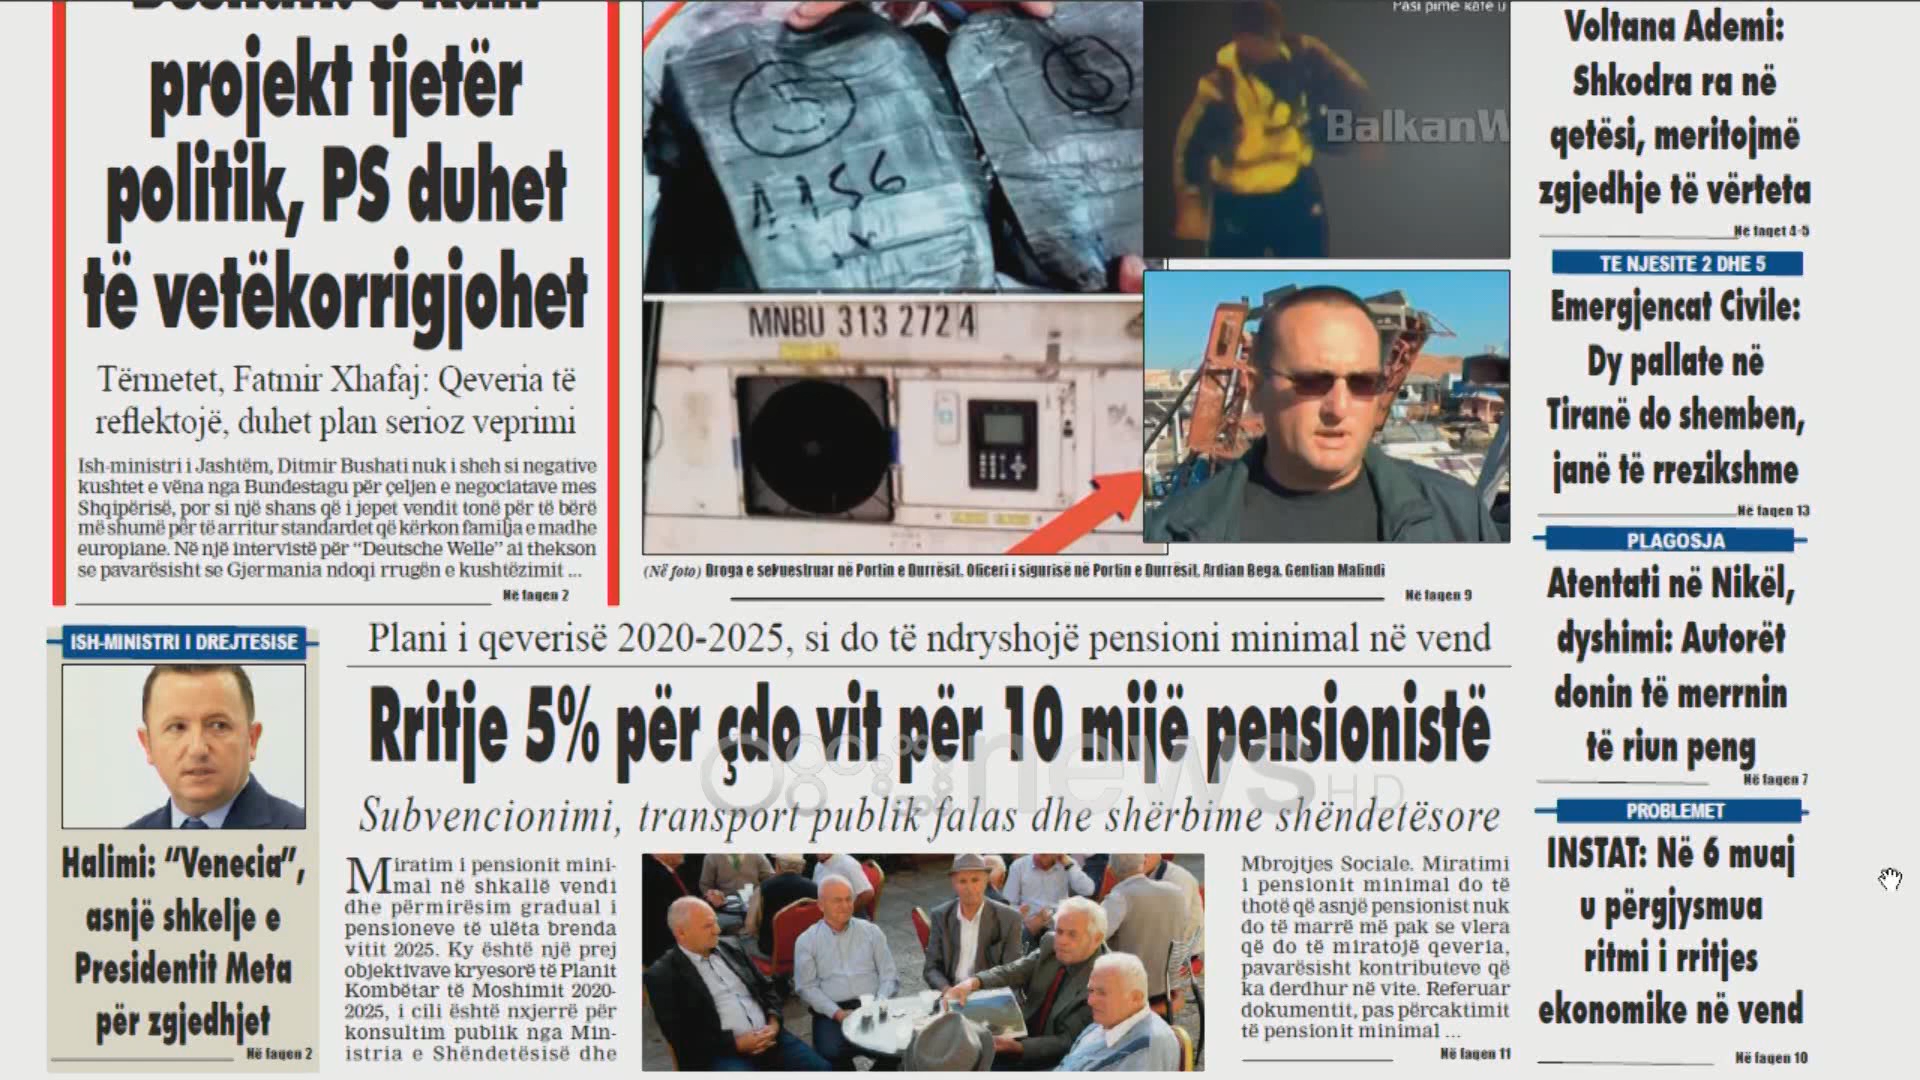 projekt tjetër
politik, PS duhet
të vetëkorrigjohet
Tërmetet, Fatmir Xhafaj: Qeveria të
reflektojë, duhet plan serioz veprimi
Ish-ministri i Jashtëm, Ditmir Bushati nuk i sheh si negative
kushtet e vëna nga Bundestagu për çeljen e negociatave mes
Shqipërisë, por si një shans që i jepet vendit tonë për të bërë
më shumë për të arritur standardet që kërkon familja e madhe
europiane. Në një intervistë për "Deutsche Welle" ai thekson
se pavarësisht se Gjermania ndoqi rrugën e kushtëzimit ...
Në faqen 2
5
1156
5
MNBU 313 272 4
Pasi pimë kafe u
BalkanW
(Në foto) Droga e sekuestruar në Portin e Durrësit. Oficeri i sigurisë në Portin e Durrësit, Ardian Bega. Gentian Malindi
Në faqen 9
Voltana Ademi:
Shkodra ra në
qetësi, meritojmë
zgjedhje të vërteta
Në faqet 4-5
TE NJESITE 2 DHE 5
Emergjencat Civile:
Dy pallate në
Tiranë do shemben,
janë të rrezikshme
Në faqen 13
PLAGOSJA
Atentati në Nikël,
dyshimi: Autorët
donin të merrnin
të riun peng
Në faqen 7
PROBLEMET
INSTAT: Në 6 muaj
u përgjysmua
ritmi i rritjes
ekonomike në vend
Në faqen 10
ISH-MINISTRI I DREJTESISE
Halimi: "Venecia",
asnjë shkelje e
Presidentit Meta
për zgjedhjet
Në faqen 2
Plani i qeverisë 2020-2025, si do të ndryshojë pensioni minimal në vend
Rritje 5% për çdo vit për 10 mijë pensionistë
news HD
Subvencionimi, transport publik falas dhe shërbime shëndetësore
Miratim i pensionit mini-
mal në shkallë vendi
dhe përmirësim gradual i
pensioneve të ulëta brenda
vitit 2025. Ky është një prej
objektivave kryesorë të Planit
Kombëtar të Moshimit 2020-
2025, i cili është nxjerrë për
konsultim publik nga Min-
istria e Shëndetësisë dhe
Mbrojtjes Sociale. Miratimi
i pensionit minimal do të
thotë që asnjë pensionist nuk
do të marrë më pak se vlera
që do të miratojë qeveria,
pavarësisht kontributeve që
ka derdhur në vite. Referuar
dokumentit, pas përcaktimit
të pensionit minimal ...
Në faqen 11